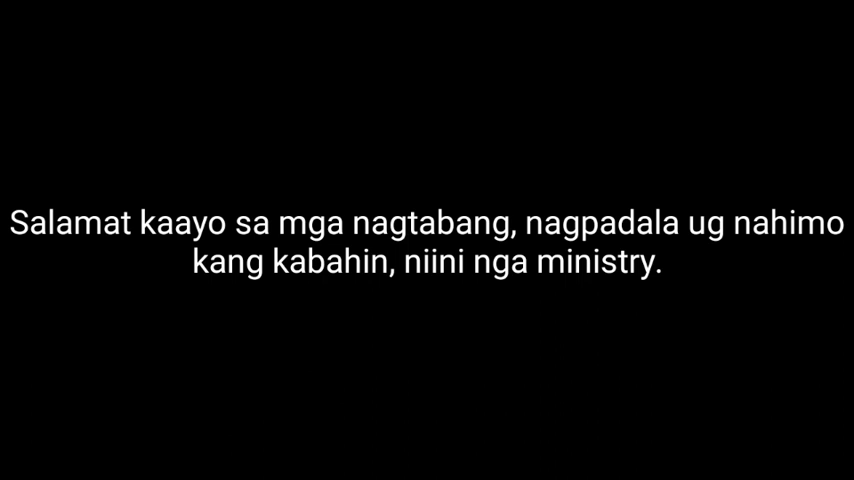 Salamat kaayo sa mga nagtabang, nagpadala ug nahimo
kang kabahin, niini nga ministry.